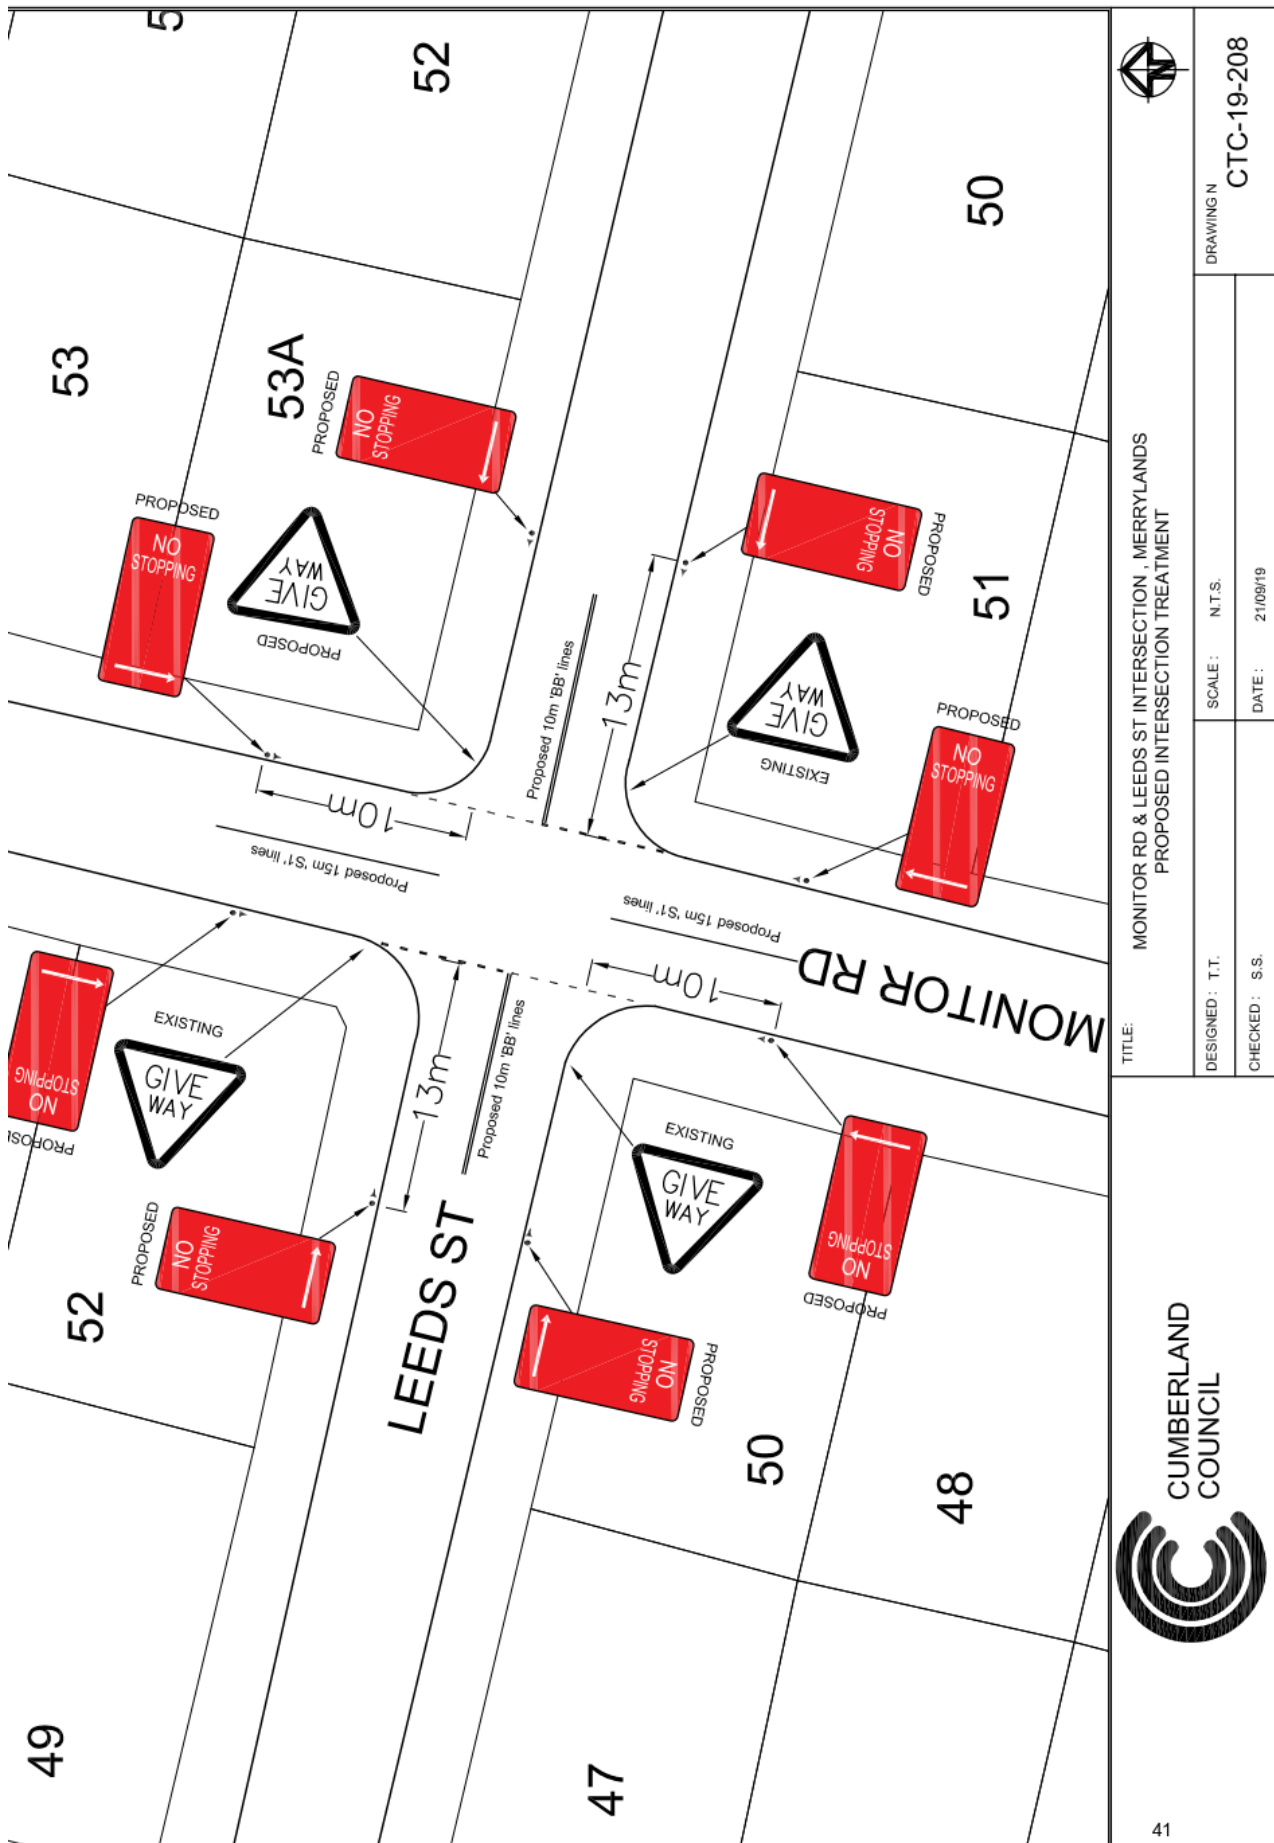 49
52
PROPOSED
NO
STOPPING
EXISTING
GIVE
WAY
PROPOSED
NO
STOPPING
53
5
PROPOSED
NO
STOPPING
PROPOSED
GIVE
WAY
53A
PROPOSED
NO
STOPPING
52
10m
Proposed 15m 'S1' lines
LEEDS ST
13m
Proposed 10m 'BB' lines
Proposed 10m 'BB' lines
13m
47
50
PROPOSED
NO
STOPPING
EXISTING
GIVE
WAY
PROPOSED
NO
STOPPING
48
10m
Proposed 15m 'S1' lines
MONITOR RD
EXISTING
GIVE
WAY
PROPOSED
NO
STOPPING
PROPOSED
NO
STOPPING
51
50
CUMBERLAND
COUNCIL
TITLE:
MONITOR RD & LEEDS ST INTERSECTION , MERRYLANDS
PROPOSED INTERSECTION TREATMENT
N
DESIGNED : T.T.
SCALE : N.T.S.
DRAWING N
CTC-19-208
CHECKED : S.S.
DATE : 21/09/19
41